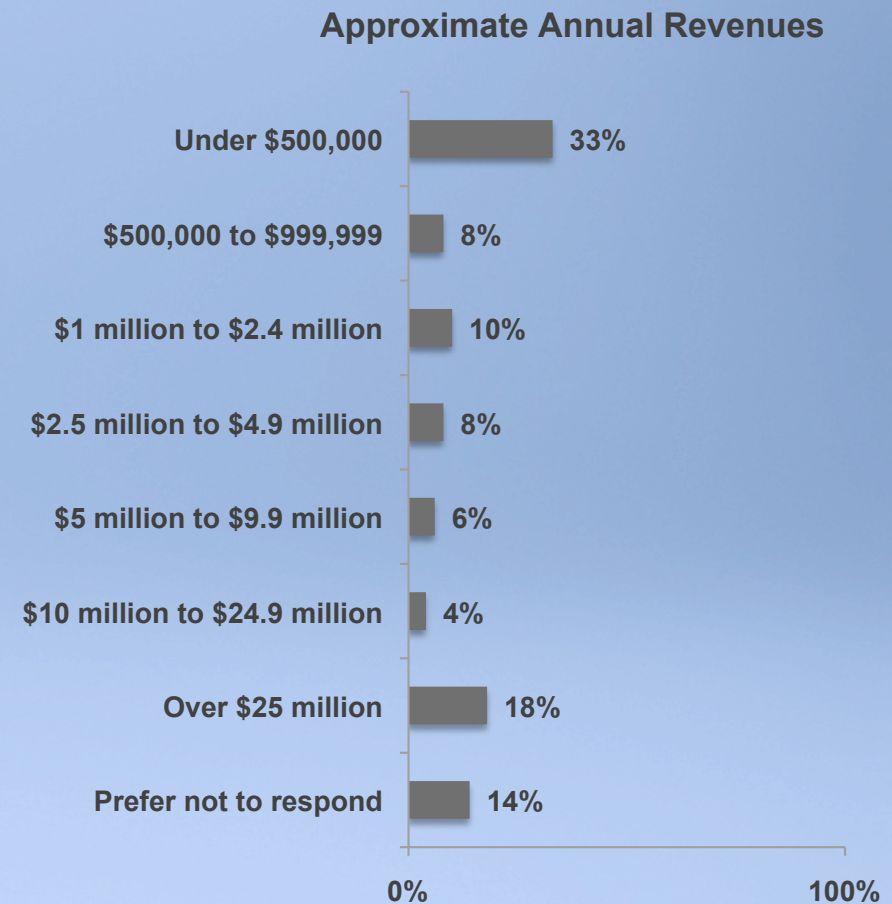 Approximate Annual Revenues
Under $500,000 33%
$500,000 to $999,999 8%
$1 million to $2.4 million 10%
$2.5 million to $4.9 million 8%
$5 million to $9.9 million 6%
$10 million to $24.9 million 4%
Over $25 million 18%
Prefer not to respond 14%
0% 100%